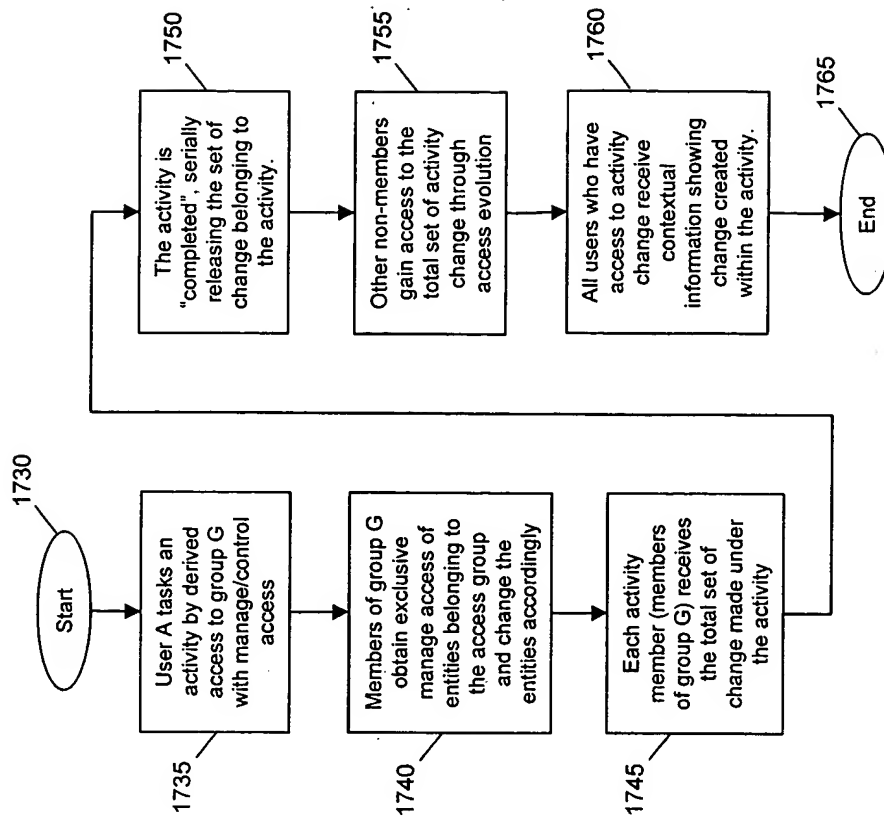 1730
Start
User A tasks an
activity by derived
access to group G
with manage/control
access
1735
Members of group G
obtain exclusive
manage access of
entities belonging to
the access group
and change the
entities accordingly
1740
Each activity
member (members
of group G) receives
the total set of
change made under
the activity
1745
1750
The activity is
"completed", serially
releasing the set of
change belonging to
the activity.
1755
Other non-members
gain access to the
total set of activity
change through
access evolution
1760
All users who have
access to activity
change receive
contextual
information showing
change created
within the activity.
1765
End